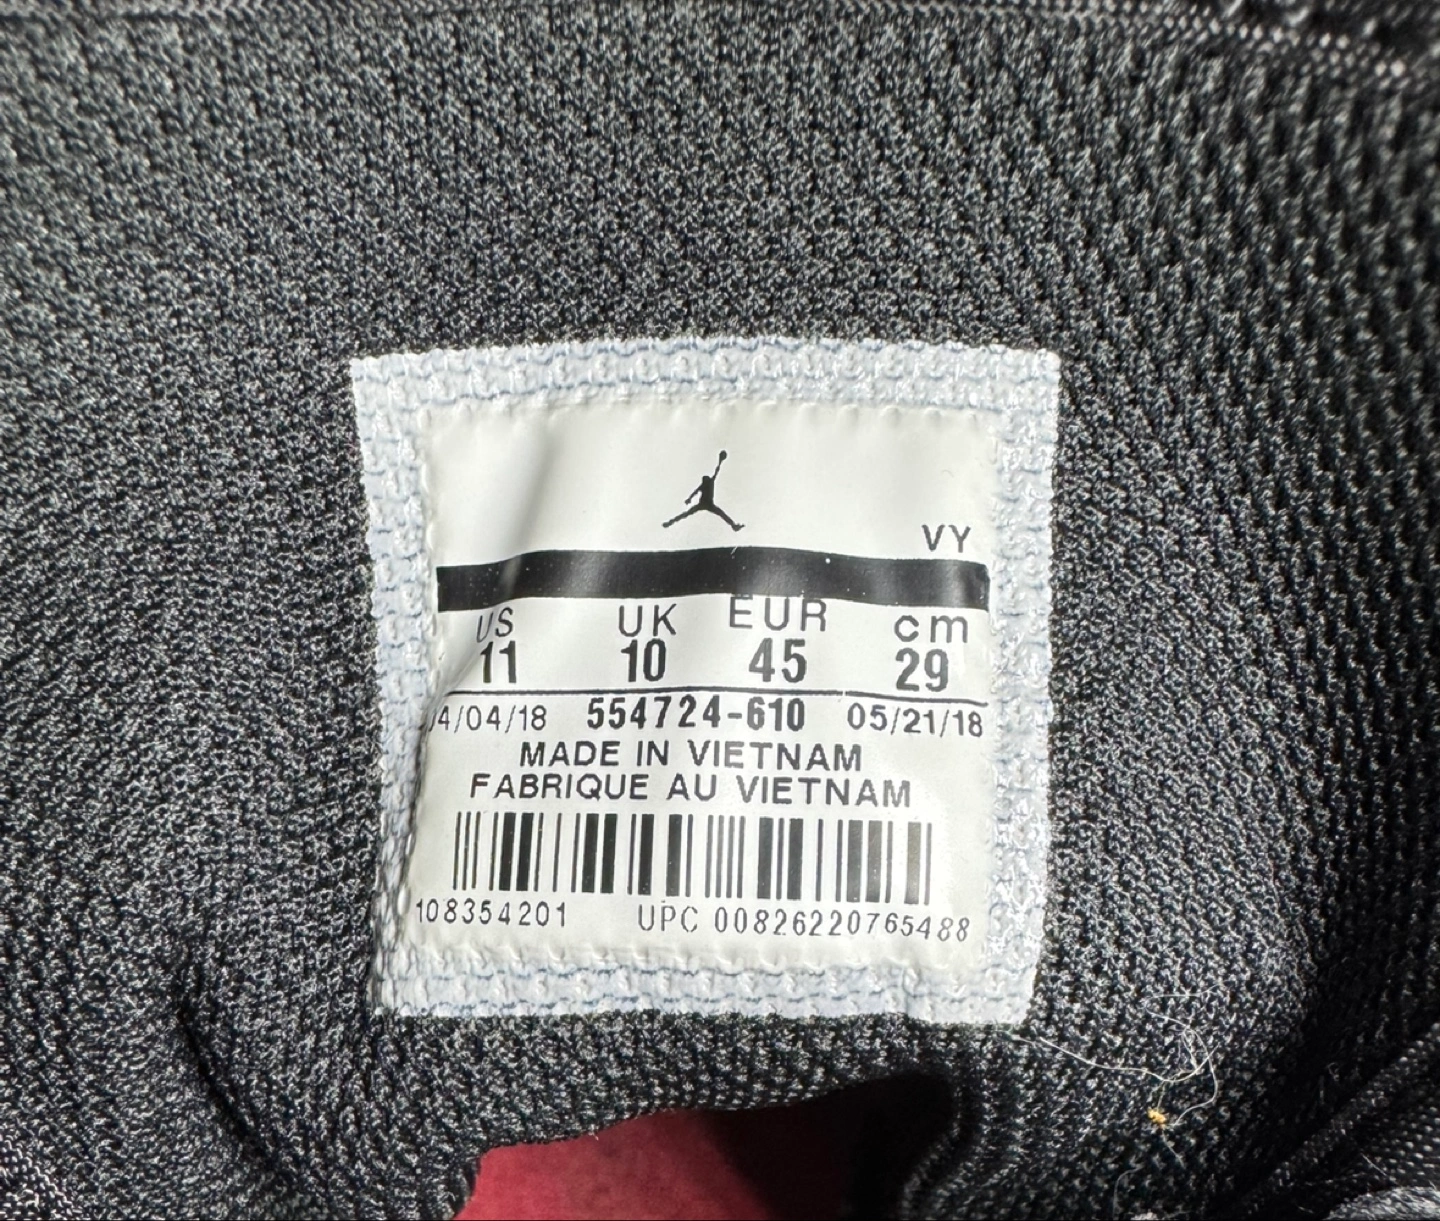 VY
US UK EUR cm
11 10 45 29
4/04/18 554724-610 05/21/18
MADE IN VIETNAM
FABRIQUE AU VIETNAM
108354201 UPC 00826220765488